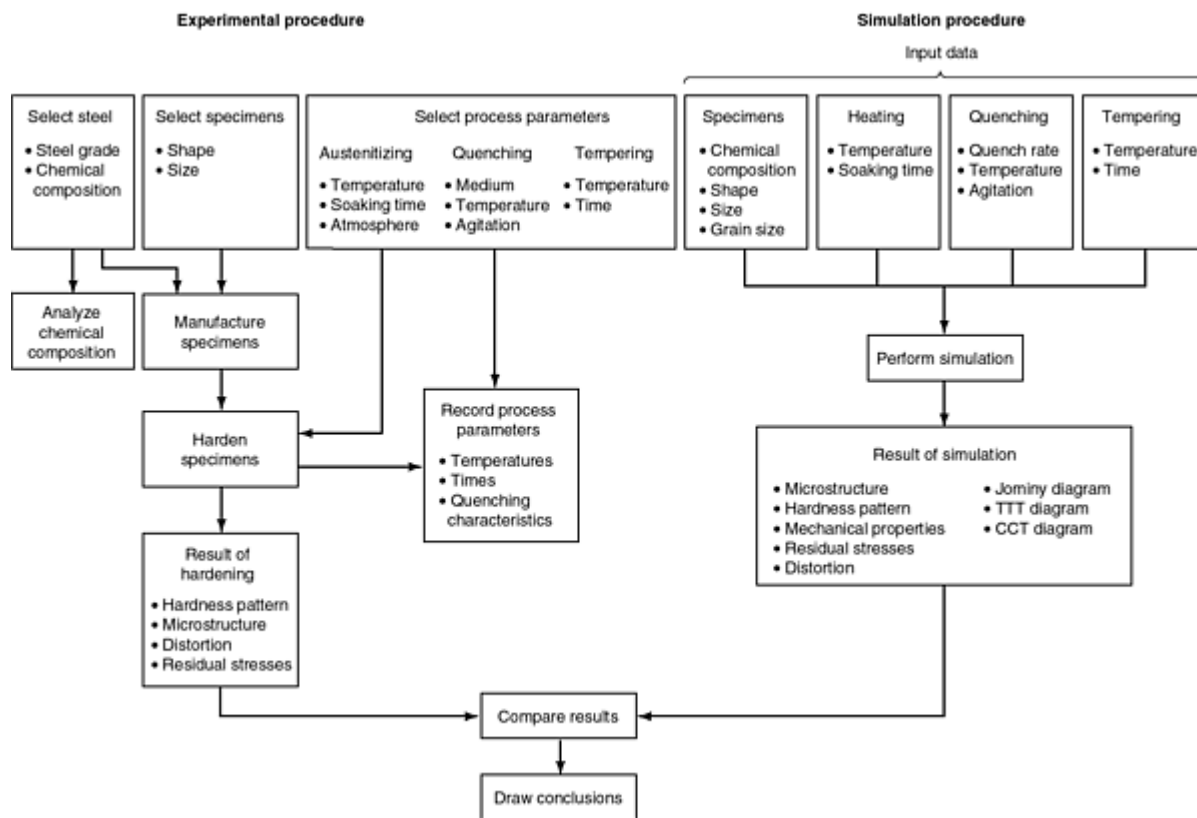 Experimental procedure
Simulation procedure
Input data
Select steel
• Steel grade
• Chemical
composition
Select specimens
• Shape
• Size
Select process parameters
Austenitizing
• Temperature
• Soaking time
• Atmosphere
Quenching
• Medium
• Temperature
• Agitation
Tempering
• Temperature
• Time
Specimens
• Chemical
composition
• Shape
• Size
• Grain size
Heating
• Temperature
• Soaking time
Quenching
• Quench rate
• Temperature
• Agitation
Tempering
• Temperature
• Time
Analyze
chemical
composition
Manufacture
specimens
Harden
specimens
Record process
parameters
• Temperatures
• Times
• Quenching
characteristics
Result of
hardening
• Hardness pattern
• Microstructure
• Distortion
• Residual stresses
Perform simulation
Result of simulation
• Microstructure
• Hardness pattern
• Mechanical properties
• Residual stresses
• Distortion
• Jominy diagram
• TTT diagram
• CCT diagram
Compare results
Draw conclusions